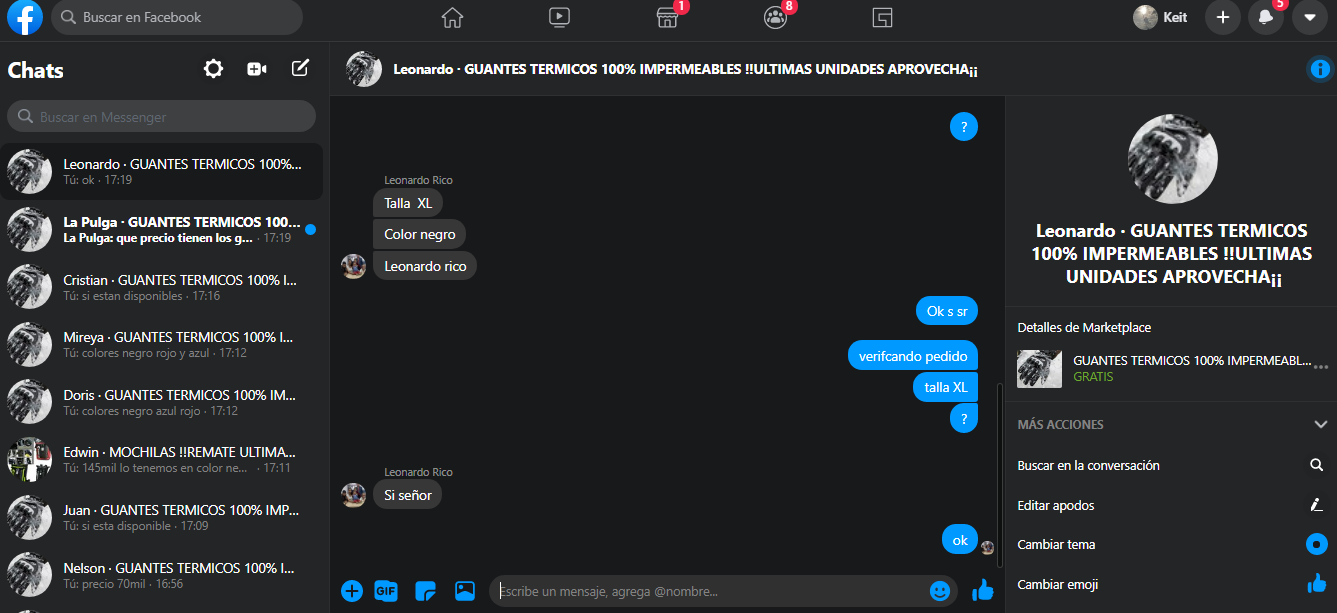 Buscar en Facebook
1
8
Keit
5
Chats
Buscar en Messenger
Leonardo · GUANTES TERMICOS 100%...
Tú: ok · 17:19
La Pulga · GUANTES TERMICOS 100...
La Pulga: que precio tienen los g... · 17:19
Cristian · GUANTES TERMICOS 100% I...
Tú: si estan disponibles · 17:16
Mireya · GUANTES TERMICOS 100% I...
Tú: colores negro rojo y azul · 17:12
Doris · GUANTES TERMICOS 100% IM...
Tú: colores negro azul rojo · 17:12
Edwin · MOCHILAS !!REMATE ULTIMA...
Tú: 145mil lo tenemos en color ne... · 17:11
Juan · GUANTES TERMICOS 100% IMP...
Tú: si esta disponible · 17:09
Nelson · GUANTES TERMICOS 100% I...
Tú: precio 70mil · 16:56
Leonardo · GUANTES TERMICOS 100% IMPERMEABLES !!ULTIMAS UNIDADES APROVECHA¡¡
?
Leonardo Rico
Talla XL
Color negro
Leonardo rico
Ok s sr
verifcando pedido
talla XL
?
Leonardo Rico
Si señor
ok
GIF
Escribe un mensaje, agrega @nombre...
Leonardo · GUANTES TERMICOS
100% IMPERMEABLES !!ULTIMAS
UNIDADES APROVECHA¡¡
Detalles de Marketplace
GUANTES TERMICOS 100% IMPERMEABL...
GRATIS
MÁS ACCIONES
Buscar en la conversación
Editar apodos
Cambiar tema
Cambiar emoji